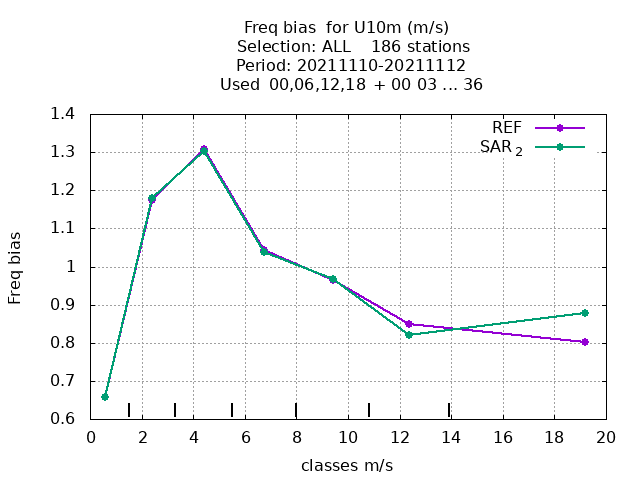 Freq bias  for U10m (m/s)
Selection: ALL    186 stations
Period: 20211110-20211112
Used  00,06,12,18  + 00 03 ... 36
REF
SAR 2
1.4
1.3
1.2
1.1
1
0.9
0.8
0.7
0.6
Freq bias
0 2 4 6 8 10 12 14 16 18 20
classes m/s